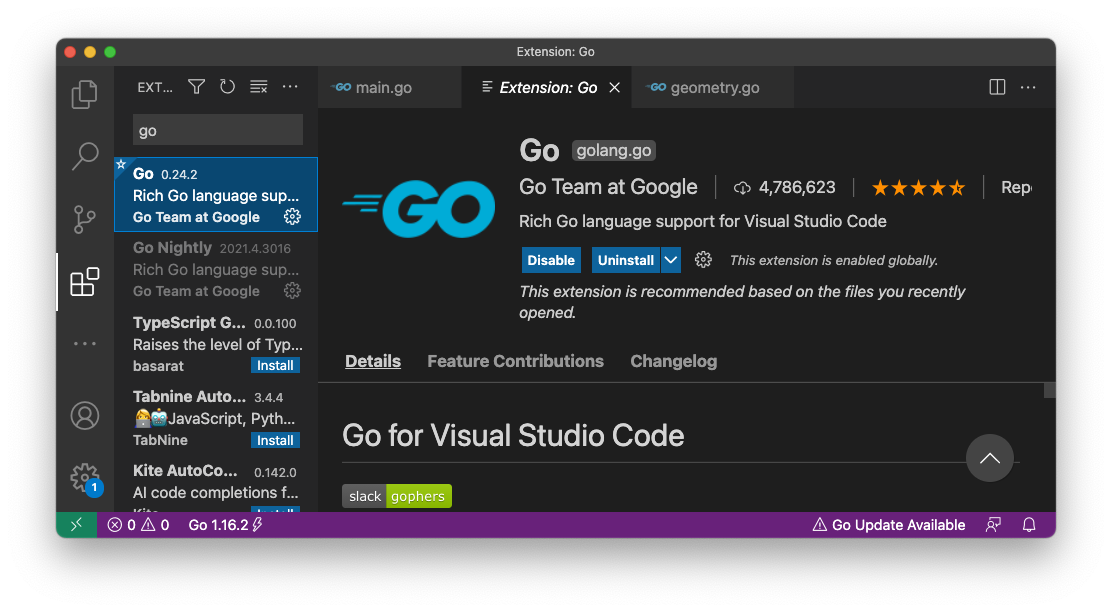 Extension: Go
EXT...
main.go
Extension: Go
geometry.go
go
Go 0.24.2
Rich Go language sup...
Go Team at Google
Go Nightly 2021.4.3016
Rich Go language sup...
Go Team at Google
TypeScript G... 0.0.100
Raises the level of Typ...
basarat Install
Tabnine Auto... 3.4.4
JavaScript, Pyth...
TabNine Install
Kite AutoCo... 0.142.0
AI code completions f...
Kite Install
GO
Go golang.go
Go Team at Google 4,786,623 Repo
Rich Go language support for Visual Studio Code
Disable Uninstall This extension is enabled globally.
This extension is recommended based on the files you recently
opened.
Details Feature Contributions Changelog
Go for Visual Studio Code
slack gophers
1
0 0 Go 1.16.2 Go Update Available